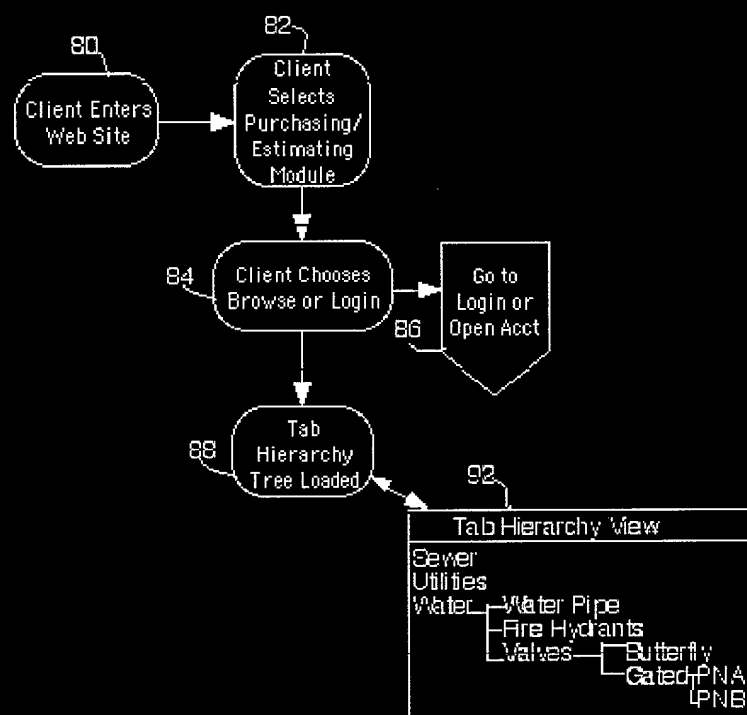 80
Client Enters
Web Site
82
Client
Selects
Purchasing/
Estimating
Module
84
Client Chooses
Browse or Login
86
Go to
Login or
Open Acct
88
Tab
Hierarchy
Tree Loaded
92
Tab Hierarchy View
Sewer
Utilities
Water
Water Pipe
Fire Hydrants
Valves
Butterfly
Gated
PNA
PNB